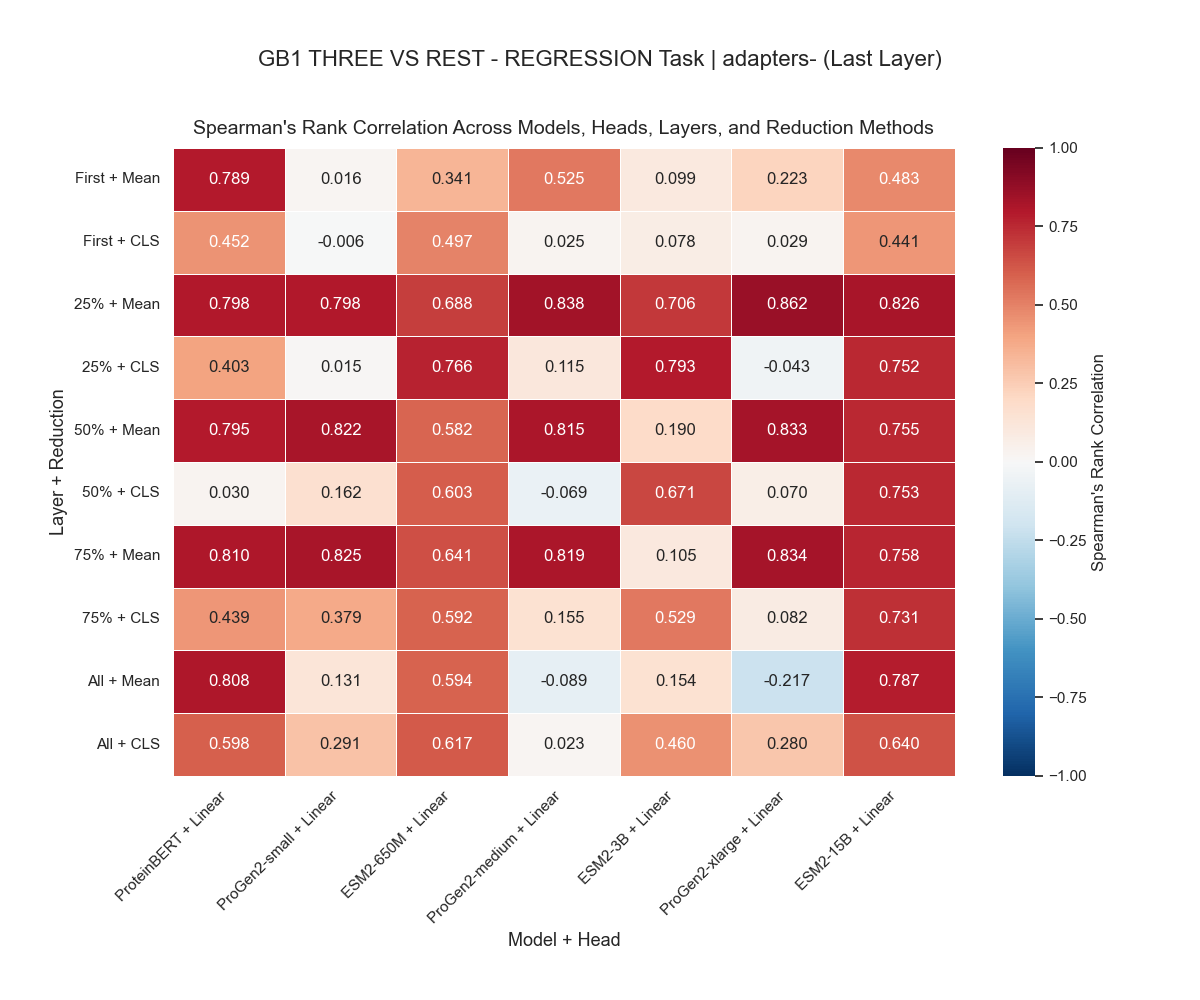 GB1 THREE VS REST - REGRESSION Task | adapters- (Last Layer)
Spearman's Rank Correlation Across Models, Heads, Layers, and Reduction Methods
First + Mean 0.789 0.016 0.341 0.525 0.099 0.223 0.483
First + CLS 0.452 -0.006 0.497 0.025 0.078 0.029 0.441
25% + Mean 0.798 0.798 0.688 0.838 0.706 0.862 0.826
25% + CLS 0.403 0.015 0.766 0.115 0.793 -0.043 0.752
50% + Mean 0.795 0.822 0.582 0.815 0.190 0.833 0.755
50% + CLS 0.030 0.162 0.603 -0.069 0.671 0.070 0.753
75% + Mean 0.810 0.825 0.641 0.819 0.105 0.834 0.758
75% + CLS 0.439 0.379 0.592 0.155 0.529 0.082 0.731
All + Mean 0.808 0.131 0.594 -0.089 0.154 -0.217 0.787
All + CLS 0.598 0.291 0.617 0.023 0.460 0.280 0.640
Layer + Reduction
ProteinBERT + Linear
ProGen2-small + Linear
ESM2-650M + Linear
ProGen2-medium + Linear
ESM2-3B + Linear
ProGen2-xlarge + Linear
ESM2-15B + Linear
Model + Head
1.00
0.75
0.50
0.25
0.00
−0.25
−0.50
−0.75
−1.00
Spearman's Rank Correlation